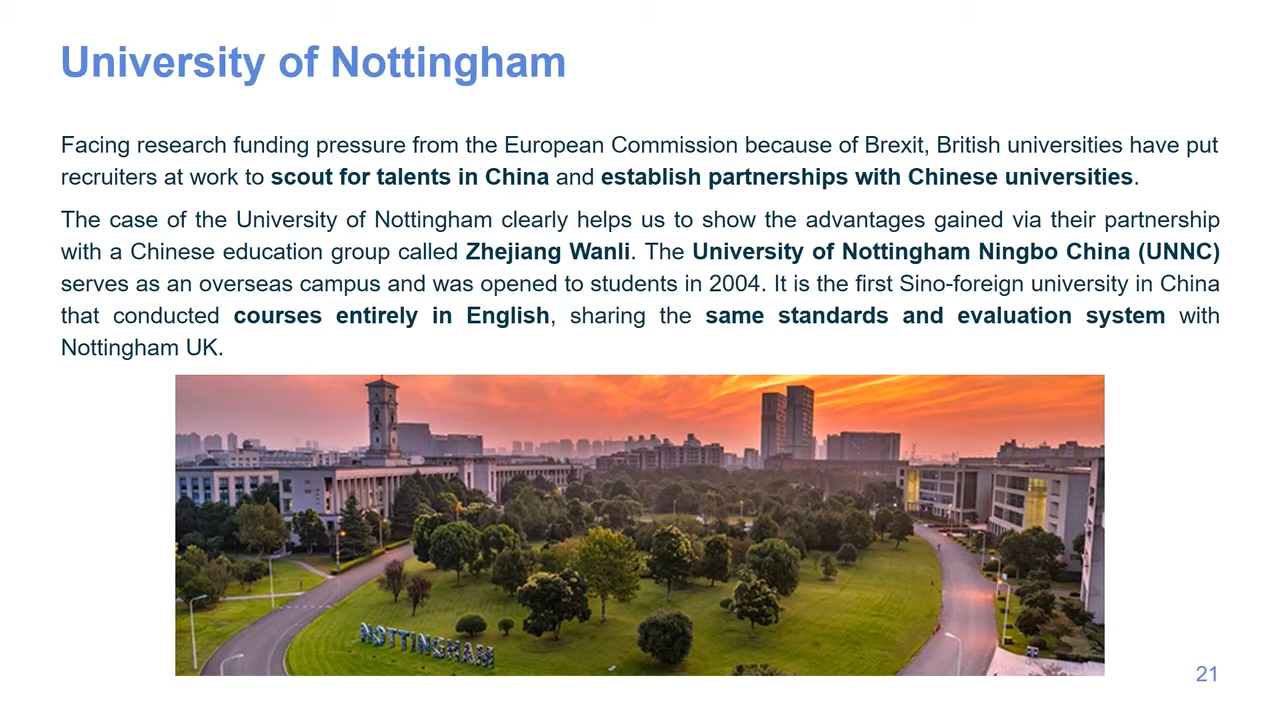 University of Nottingham
Facing research funding pressure from the European Commission because of Brexit, British universities have put
recruiters at work to scout for talents in China and establish partnerships with Chinese universities.
The case of the University of Nottingham clearly helps us to show the advantages gained via their partnership
with a Chinese education group called Zhejiang Wanli. The University of Nottingham Ningbo China (UNNC)
serves as an overseas campus and was opened to students in 2004. It is the first Sino-foreign university in China
that conducted courses entirely in English, sharing the same standards and evaluation system with
Nottingham UK.
NOTTINGHAM
21